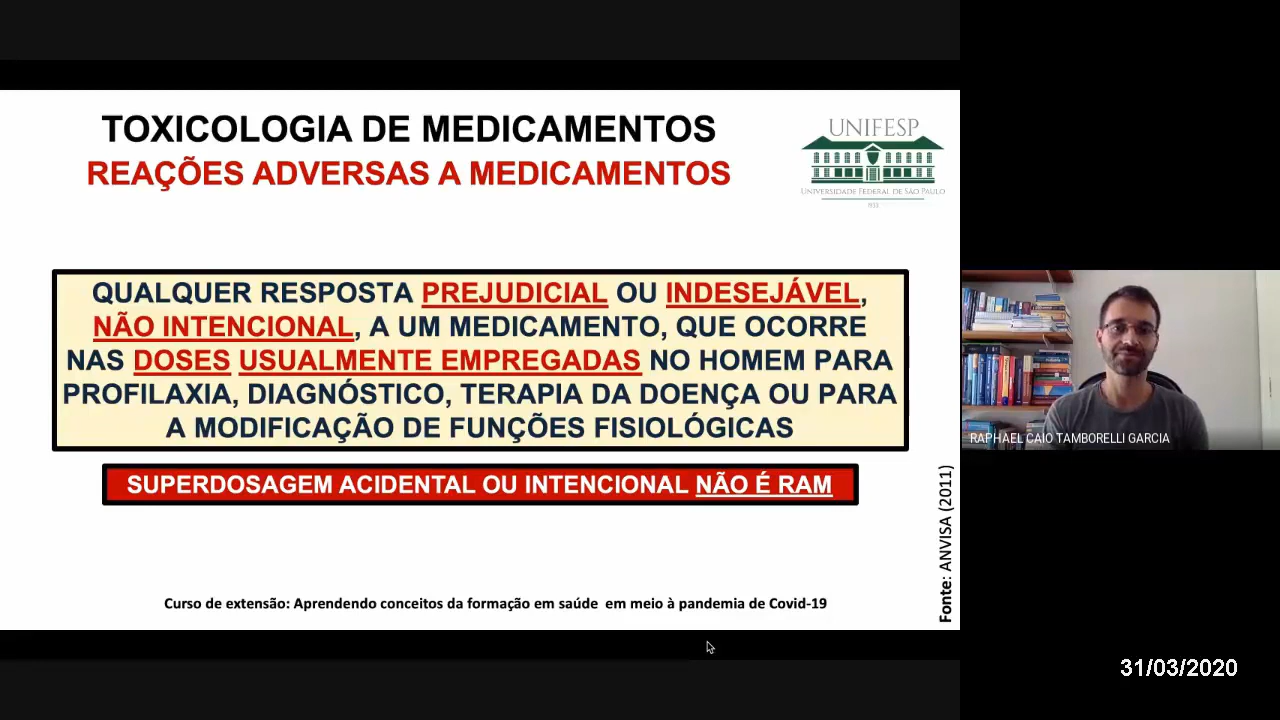 TOXICOLOGIA DE MEDICAMENTOS
REAÇÕES ADVERSAS A MEDICAMENTOS
UNIFESP
UNIVERSIDADE FEDERAL DE SÃO PAULO
1933
QUALQUER RESPOSTA PREJUDICIAL OU INDESEJÁVEL,
NÃO INTENCIONAL, A UM MEDICAMENTO, QUE OCORRE
NAS DOSES USUALMENTE EMPREGADAS NO HOMEM PARA
PROFILAXIA, DIAGNÓSTICO, TERAPIA DA DOENÇA OU PARA
A MODIFICAÇÃO DE FUNÇÕES FISIOLÓGICAS
SUPERDOSAGEM ACIDENTAL OU INTENCIONAL NÃO É RAM
Fonte: ANVISA (2011)
Curso de extensão: Aprendendo conceitos da formação em saúde em meio à pandemia de Covid-19
RAPHAEL CAIO TAMBORELLI GARCIA
31/03/2020